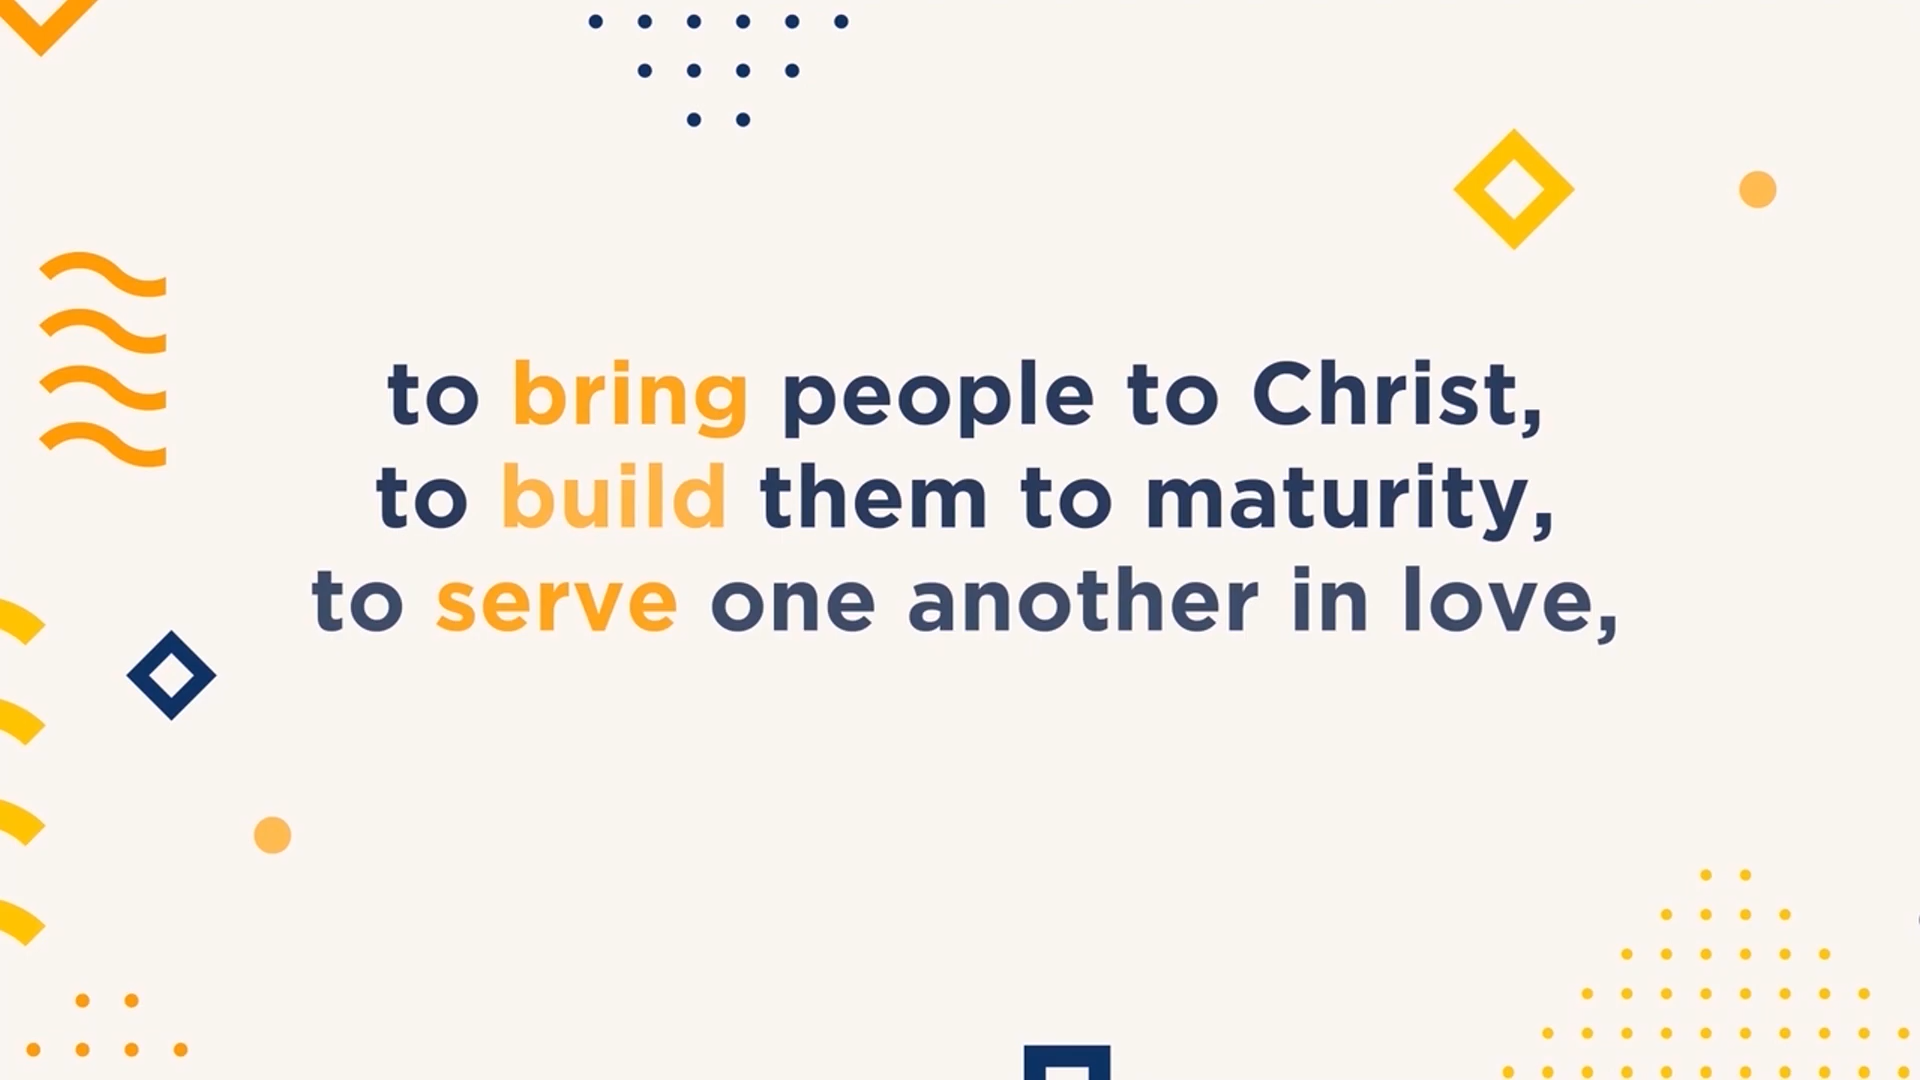 to bring people to Christ,
to build them to maturity,
to serve one another in love,